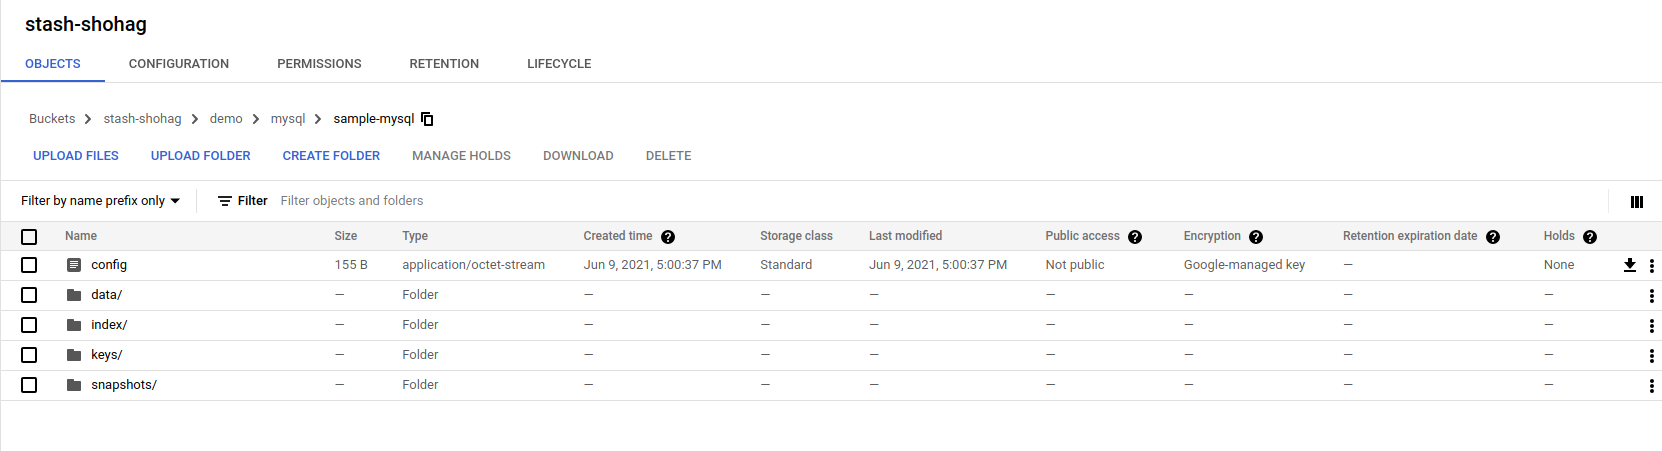 stash-shohag
OBJECTS CONFIGURATION PERMISSIONS RETENTION LIFECYCLE
Buckets stash-shohag demo mysql sample-mysql
UPLOAD FILES UPLOAD FOLDER CREATE FOLDER MANAGE HOLDS DOWNLOAD DELETE
Filter by name prefix only Filter Filter objects and folders
Name Size Type Created time ? Storage class Last modified Public access ? Encryption ? Retention expiration date ? Holds ?
config 155 B application/octet-stream Jun 9, 2021, 5:00:37 PM Standard Jun 9, 2021, 5:00:37 PM Not public Google-managed key — None
data/ — Folder — — — — — — —
index/ — Folder — — — — — — —
keys/ — Folder — — — — — — —
snapshots/ — Folder — — — — — — —